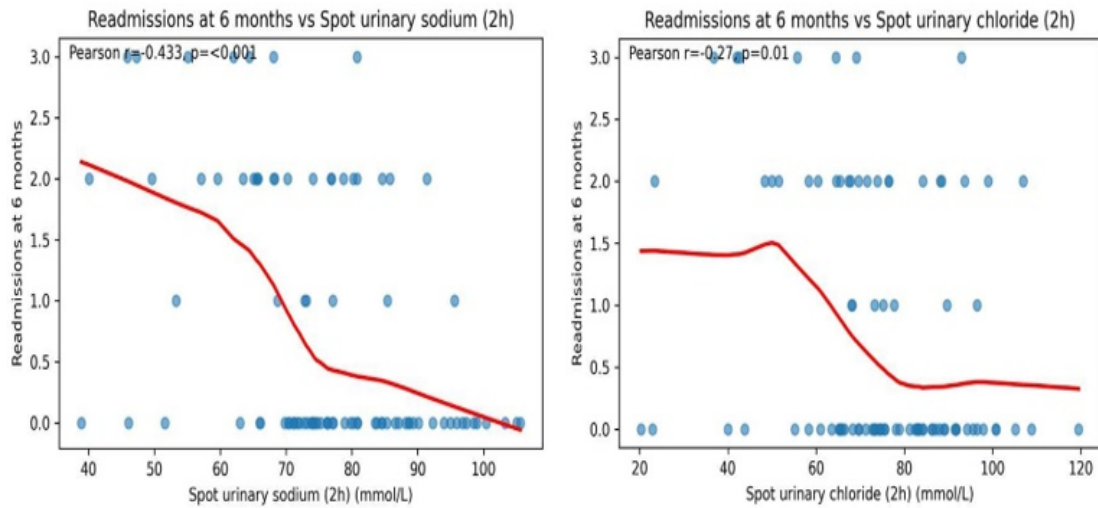 Readmissions at 6 months vs Spot urinary sodium (2h)
Pearson r=-0.433, p=<0.001
Readmissions at 6 months
3.0
2.5
2.0
1.5
1.0
0.5
0.0
40 50 60 70 80 90 100
Spot urinary sodium (2h) (mmol/L)
Readmissions at 6 months vs Spot urinary chloride (2h)
Pearson r=-0.27, p=0.01
Readmissions at 6 months
3.0
2.5
2.0
1.5
1.0
0.5
0.0
20 40 60 80 100 120
Spot urinary chloride (2h) (mmol/L)